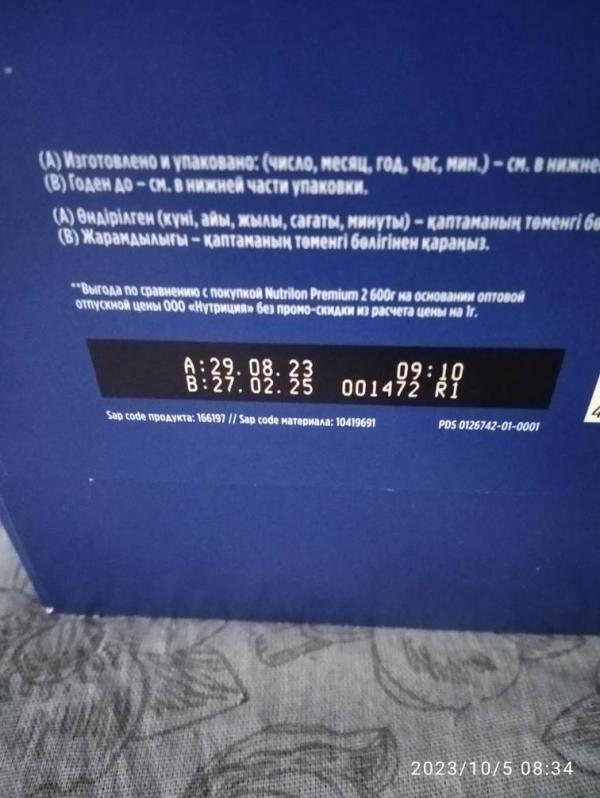 (А) Изготовлено и упаковано: (число, месяц, год, час, мин.) – см. в нижне
(В) Годен до – см. в нижней части упаковки.
(А) Өндірілген (күні, айы, жылы, сағаты, минуты) – қаптаманың төменгі бө
(В) Жарамдылығы – қаптаманың төменгі бөлігінен қараңыз.
**Выгода по сравнению с покупкой Nutrilon Premium 2 600г на основании оптовой
отпускной цены ООО «Нутриция» без промо-скидки из расчета цены на 1г.
A:29.08.23 09:10
B:27.02.25 001472 R1
Sap code продукта: 166197 // Sap code материала: 10419691 PDS 0126742-01-0001
4
2023/10/5 08:34